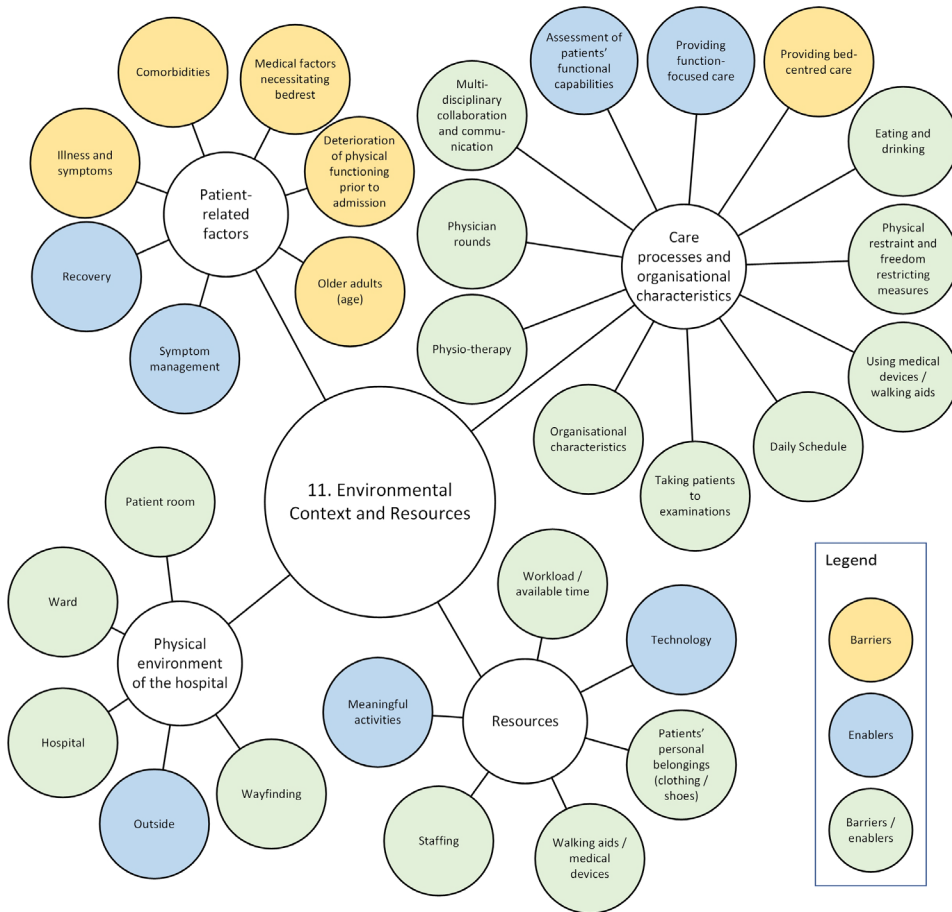 Comorbidities
Medical factors
necessitating
bedrest
Illness and
symptoms
Deterioration
of physical
functioning
prior to
admission
Patient-
related
factors
Recovery
Older adults
(age)
Symptom
management
Assessment of
patients'
functional
capabilities
Providing
function-
focused care
Providing bed-
centred care
Multi-
disciplinary
collaboration
and commu-
nication
Eating and
drinking
Physician
rounds
Care
processes and
organisational
characteristics
Physical
restraint and
freedom
restricting
measures
Physio-therapy
Using medical
devices /
walking aids
Organisational
characteristics
Daily Schedule
Taking patients
to
examinations
11. Environmental
Context and Resources
Patient room
Ward
Physical
environment
of the hospital
Hospital
Outside
Wayfinding
Workload /
available time
Technology
Meaningful
activities
Resources
Patients'
personal
belongings
(clothing /
shoes)
Staffing
Walking aids /
medical
devices
Legend
Barriers
Enablers
Barriers /
enablers